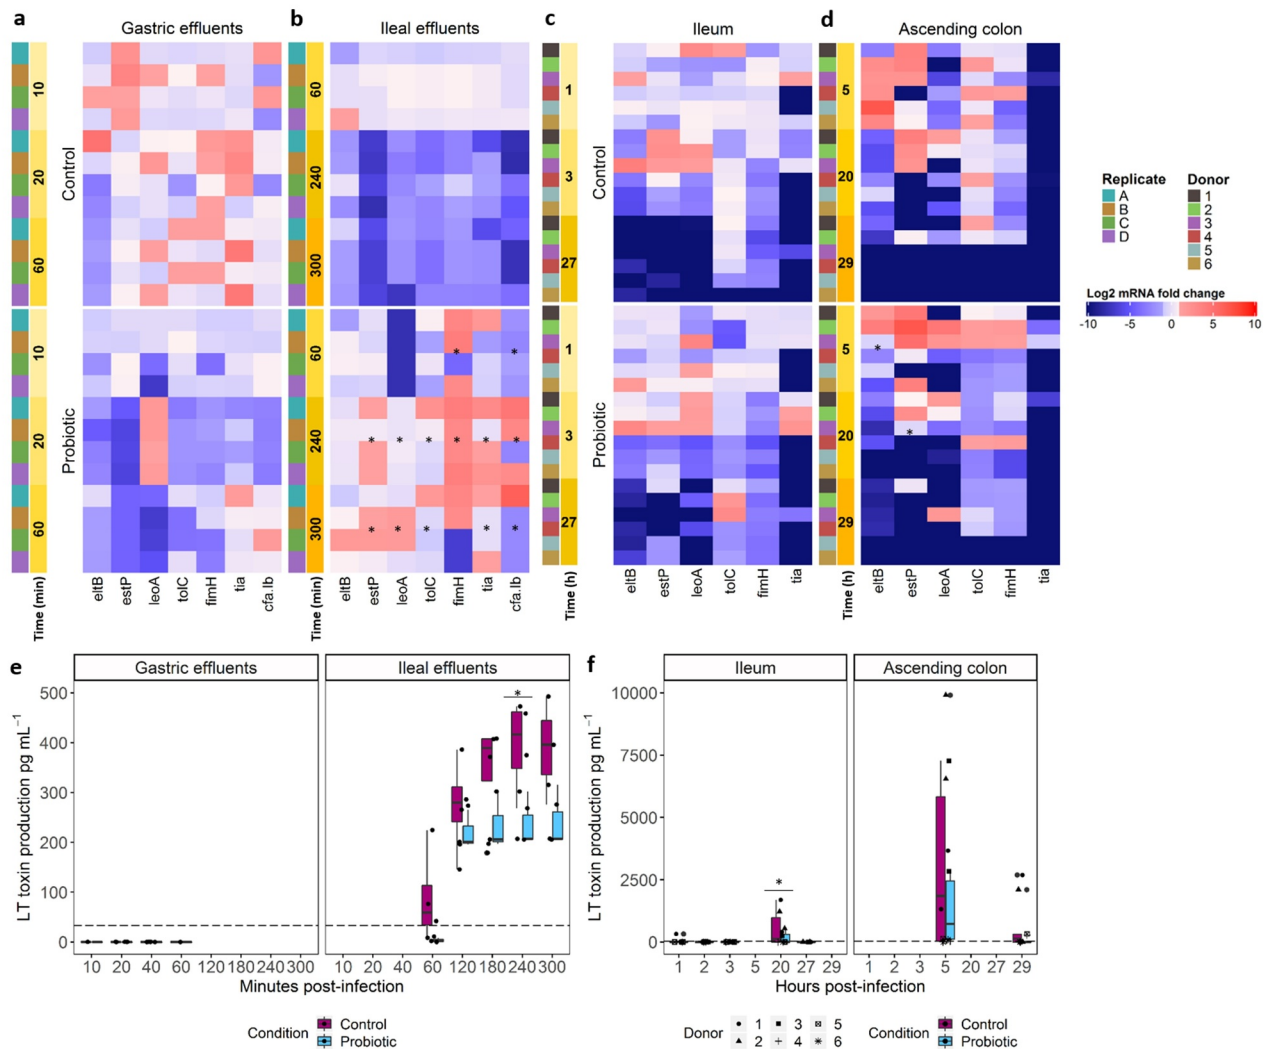 a
Gastric effluents
b
Ileal effluents
c
Ileum
d
Ascending colon
Control
Probiotic
10
20
60
10
20
60
60
240
300
60
240
300
1
3
27
1
3
27
5
20
29
5
20
29
Replicate
A
B
C
D
Donor
1
2
3
4
5
6
Log2 mRNA fold change
-10 -5 0 5 10
Control
Probiotic
* *
* * * * * *
* * * * *
*
*
Time (min)
eltB estP leoA tolC fimH tia cfa.Ib
Time (min)
eltB estP leoA tolC fimH tia cfa.Ib
Time (h)
eltB estP leoA tolC fimH tia
Time (h)
eltB estP leoA tolC fimH tia
e
Gastric effluents
Ileal effluents
LT toxin production pg mL−1
500
400
300
200
100
0
*
10 20 40 60 120 180 240 300
10 20 40 60 120 180 240 300
Minutes post-infection
Condition
Control
Probiotic
f
Ileum
Ascending colon
LT toxin production pg mL−1
10000
7500
5000
2500
0
*
1 2 3 5 20 27 29
1 2 3 5 20 27 29
Hours post-infection
Donor
1 3 5
2 4 6
Condition
Control
Probiotic